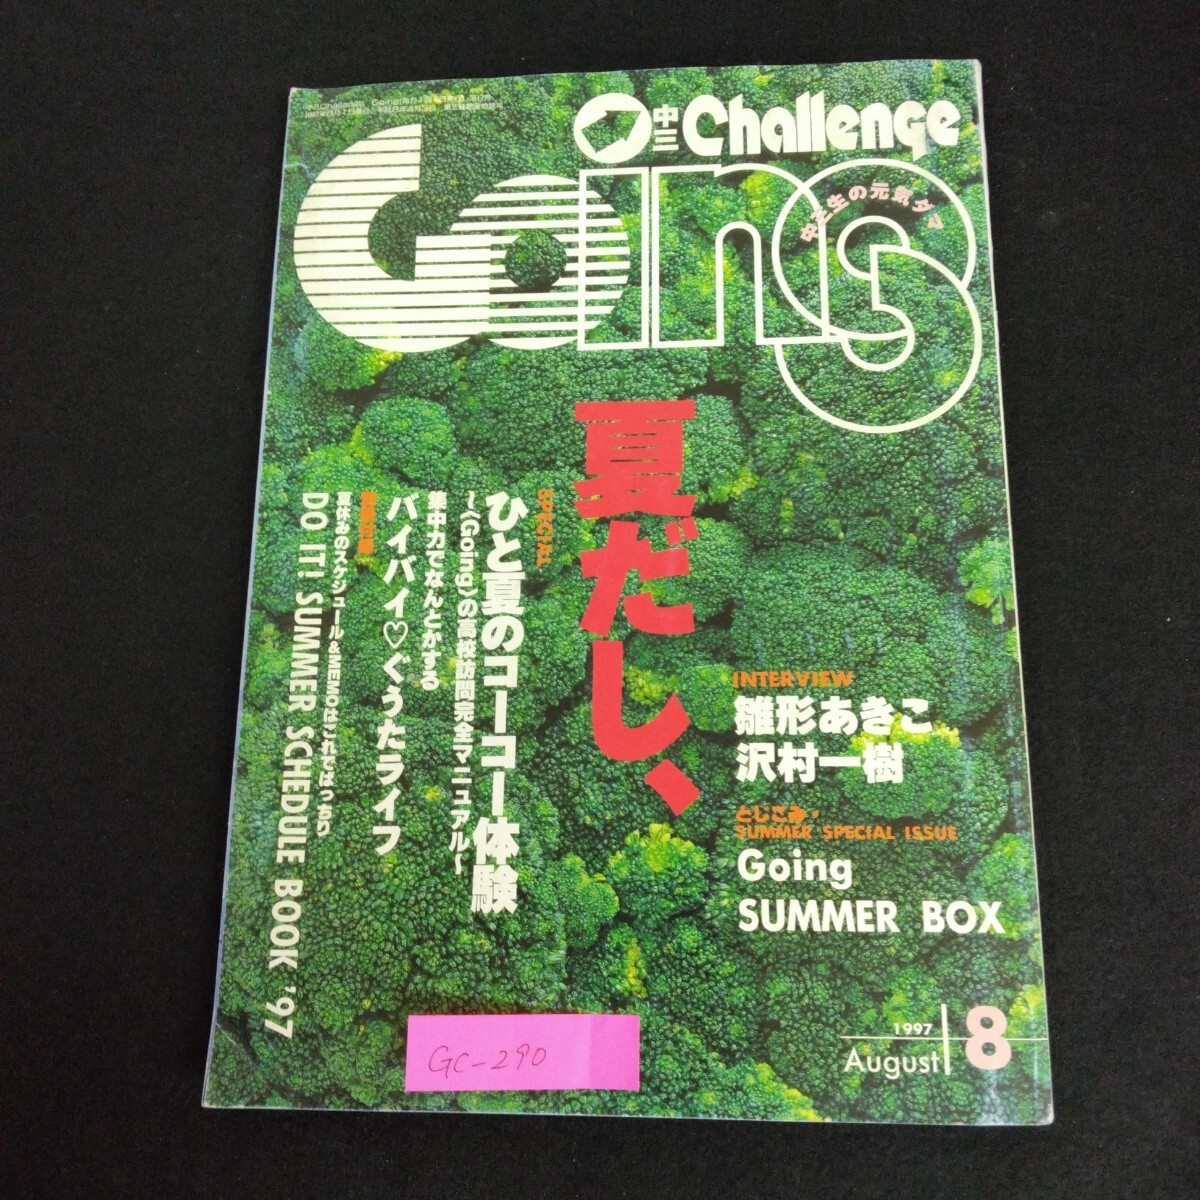 中三 Challenge
Going
中三生の元気ダマ
夏だし、
SPECIAL
ひと夏のコーコー体験
〜〈Going〉の高校訪問完全マニュアル〜
集中力でなんとかする
バイバイ♡ぐうたライフ
夏休みのスケジュール&MEMOはこれでばっちり
DO IT! SUMMER SCHEDULE BOOK '97
INTERVIEW
雛形あきこ
沢村一樹
とじこみ・
SUMMER SPECIAL ISSUE
Going
SUMMER BOX
1997
August 8
GC-290